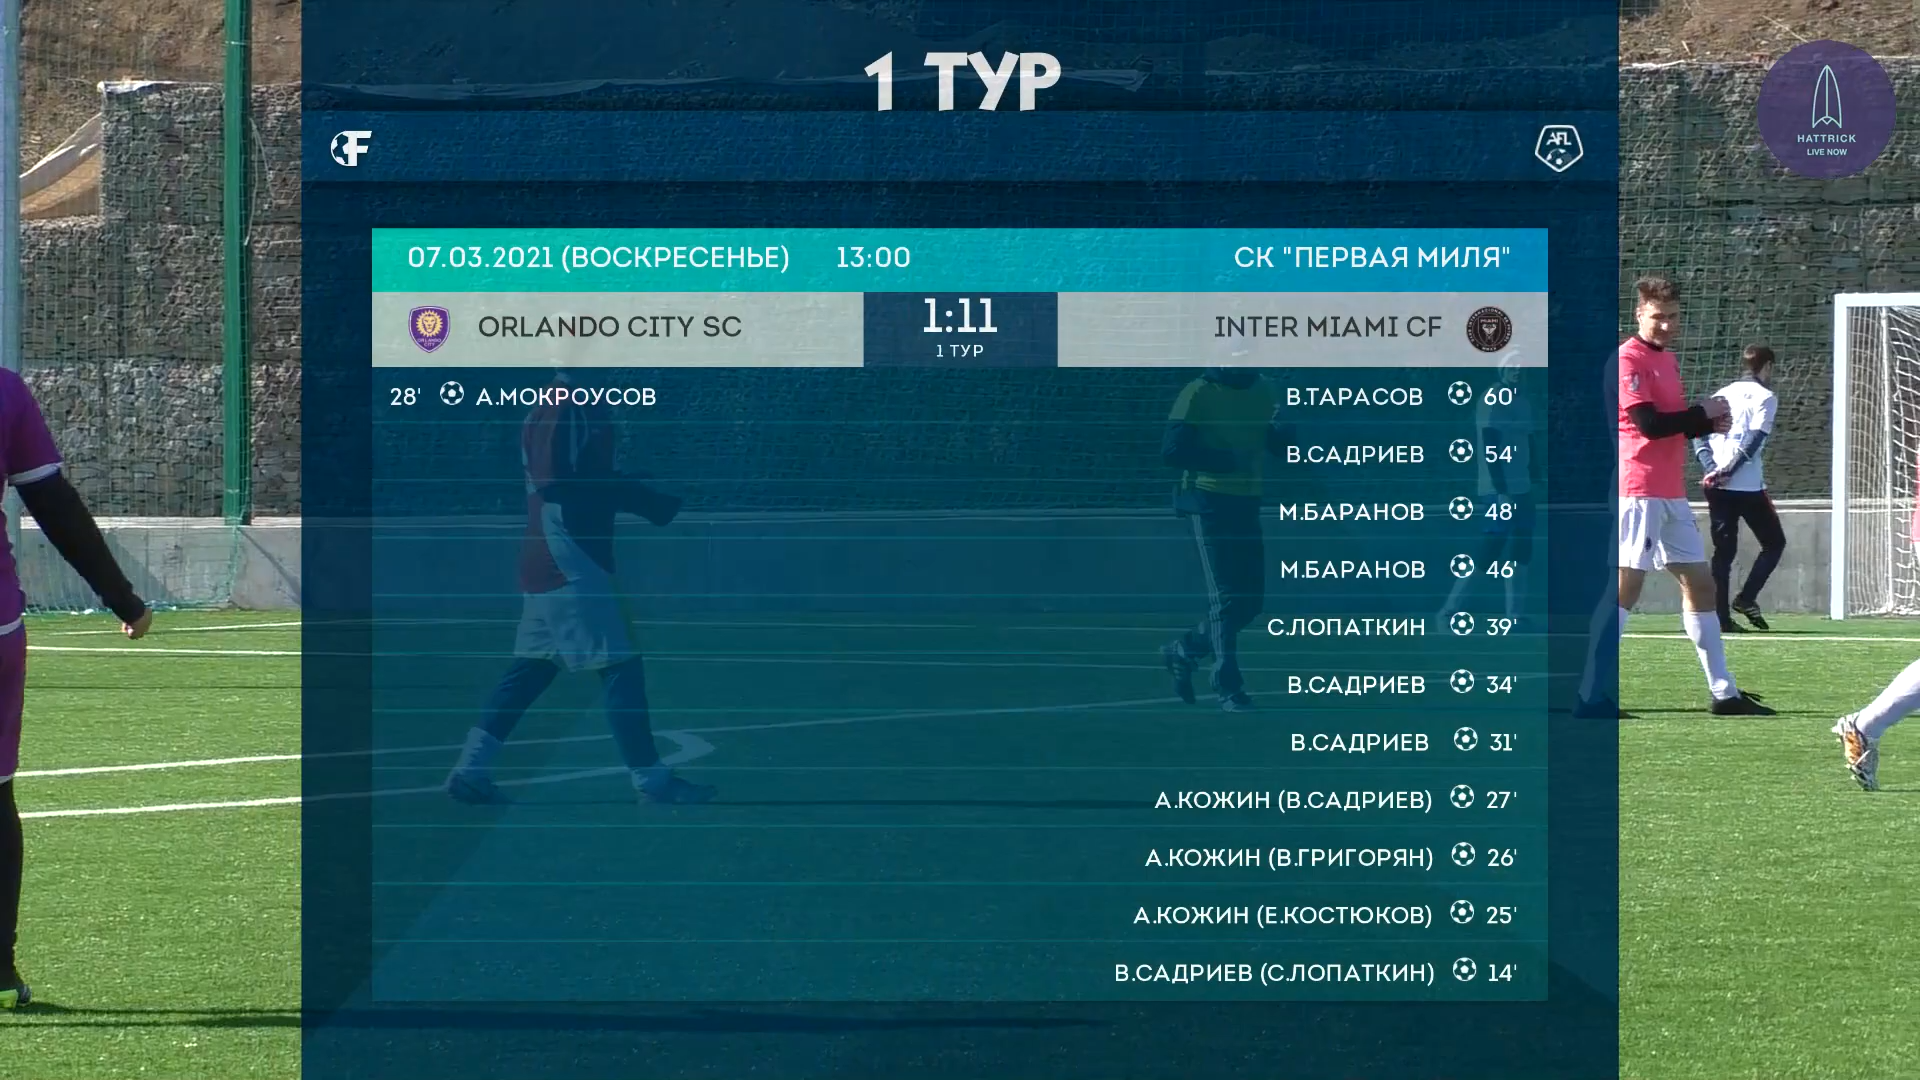 1 ТУР
F
AFL
HATTRICK
LIVE NOW
07.03.2021 (ВОСКРЕСЕНЬЕ) 13:00 СК "ПЕРВАЯ МИЛЯ"
ORLANDO CITY SC 1:11 INTER MIAMI CF
1 ТУР
28' А.МОКРОУСОВ В.ТАРАСОВ 60'
В.САДРИЕВ 54'
М.БАРАНОВ 48'
М.БАРАНОВ 46'
С.ЛОПАТКИН 39'
В.САДРИЕВ 34'
В.САДРИЕВ 31'
А.КОЖИН (В.САДРИЕВ) 27'
А.КОЖИН (В.ГРИГОРЯН) 26'
А.КОЖИН (Е.КОСТЮКОВ) 25'
В.САДРИЕВ (С.ЛОПАТКИН) 14'